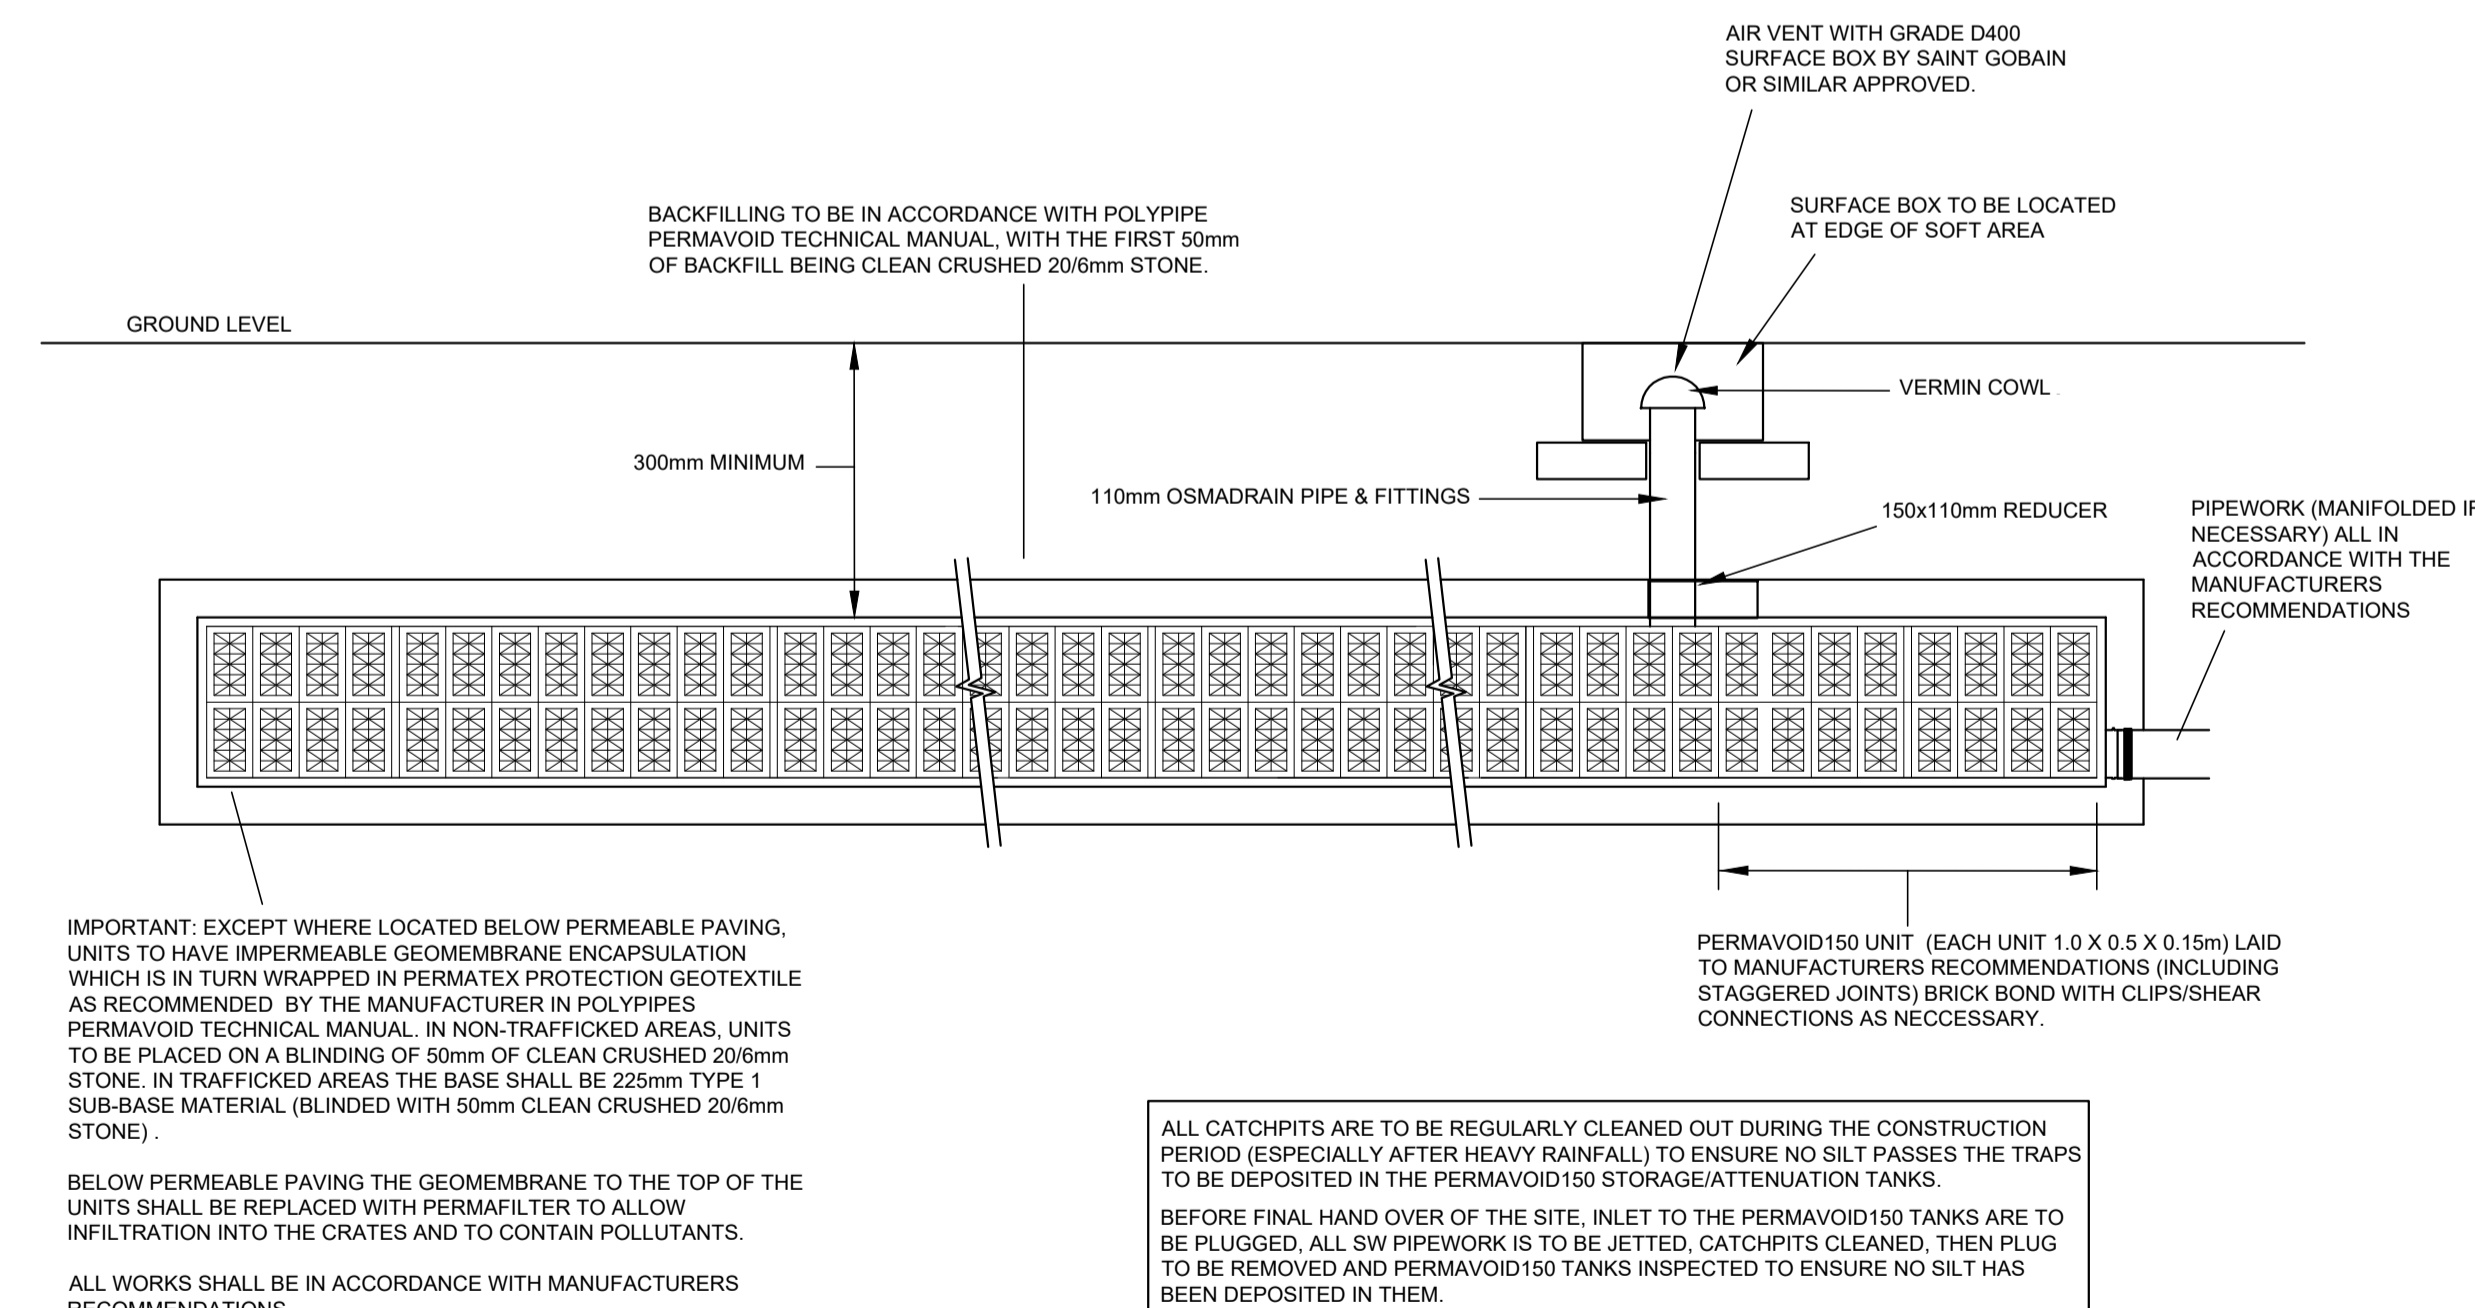 AIR VENT WITH GRADE D400
SURFACE BOX BY SAINT GOBAIN
OR SIMILAR APPROVED.
BACKFILLING TO BE IN ACCORDANCE WITH POLYPIPE
PERMAVOID TECHNICAL MANUAL, WITH THE FIRST 50mm
OF BACKFILL BEING CLEAN CRUSHED 20/6mm STONE.
SURFACE BOX TO BE LOCATED
AT EDGE OF SOFT AREA
GROUND LEVEL
VERMIN COWL
300mm MINIMUM
110mm OSMADRAIN PIPE & FITTINGS
150x110mm REDUCER
PIPEWORK (MANIFOLDED IF
NECESSARY) ALL IN
ACCORDANCE WITH THE
MANUFACTURERS
RECOMMENDATIONS
IMPORTANT: EXCEPT WHERE LOCATED BELOW PERMEABLE PAVING,
UNITS TO HAVE IMPERMEABLE GEOMEMBRANE ENCAPSULATION
WHICH IS IN TURN WRAPPED IN PERMATEX PROTECTION GEOTEXTILE
AS RECOMMENDED BY THE MANUFACTURER IN POLYPIPES
PERMAVOID TECHNICAL MANUAL. IN NON-TRAFFICKED AREAS, UNITS
TO BE PLACED ON A BLINDING OF 50mm OF CLEAN CRUSHED 20/6mm
STONE. IN TRAFFICKED AREAS THE BASE SHALL BE 225mm TYPE 1
SUB-BASE MATERIAL (BLINDED WITH 50mm CLEAN CRUSHED 20/6mm
STONE) .
BELOW PERMEABLE PAVING THE GEOMEMBRANE TO THE TOP OF THE
UNITS SHALL BE REPLACED WITH PERMAFILTER TO ALLOW
INFILTRATION INTO THE CRATES AND TO CONTAIN POLLUTANTS.
ALL WORKS SHALL BE IN ACCORDANCE WITH MANUFACTURERS
RECOMMENDATIONS
PERMAVOID150 UNIT (EACH UNIT 1.0 X 0.5 X 0.15m) LAID
TO MANUFACTURERS RECOMMENDATIONS (INCLUDING
STAGGERED JOINTS) BRICK BOND WITH CLIPS/SHEAR
CONNECTIONS AS NECCESSARY.
ALL CATCHPITS ARE TO BE REGULARLY CLEANED OUT DURING THE CONSTRUCTION
PERIOD (ESPECIALLY AFTER HEAVY RAINFALL) TO ENSURE NO SILT PASSES THE TRAPS
TO BE DEPOSITED IN THE PERMAVOID150 STORAGE/ATTENUATION TANKS.
BEFORE FINAL HAND OVER OF THE SITE, INLET TO THE PERMAVOID150 TANKS ARE TO
BE PLUGGED, ALL SW PIPEWORK IS TO BE JETTED, CATCHPITS CLEANED, THEN PLUG
TO BE REMOVED AND PERMAVOID150 TANKS INSPECTED TO ENSURE NO SILT HAS
BEEN DEPOSITED IN THEM.